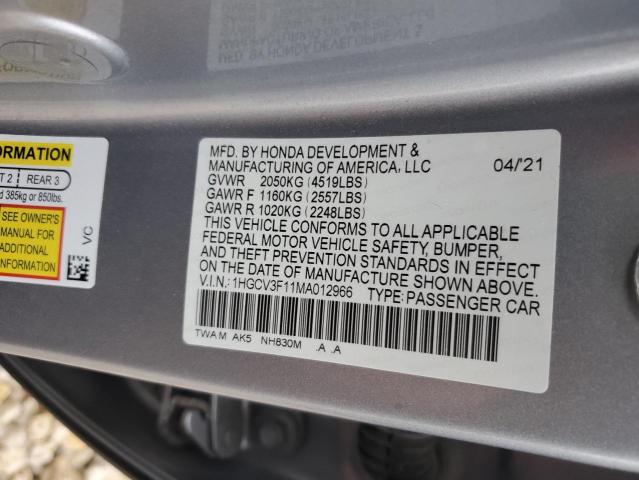 MFD. BY HONDA DEVELOPMENT &
MANUFACTURING OF AMERICA, LLC 04/'21
GVWR 2050KG (4519LBS)
GAWR F 1160KG (2557LBS)
GAWR R 1020KG (2248LBS)
THIS VEHICLE CONFORMS TO ALL APPLICABLE
FEDERAL MOTOR VEHICLE SAFETY, BUMPER,
AND THEFT PREVENTION STANDARDS IN EFFECT
ON THE DATE OF MANUFACTURE SHOWN ABOVE.
V.I.N.: 1HGCV3F11MA012966 TYPE: PASSENGER CAR
TWA M AK5 NH830M .A .A
ORMATION
T 2 REAR 3
d 385kg or 850lbs.
SEE OWNER'S
MANUAL FOR
ADDITIONAL
INFORMATION
VC